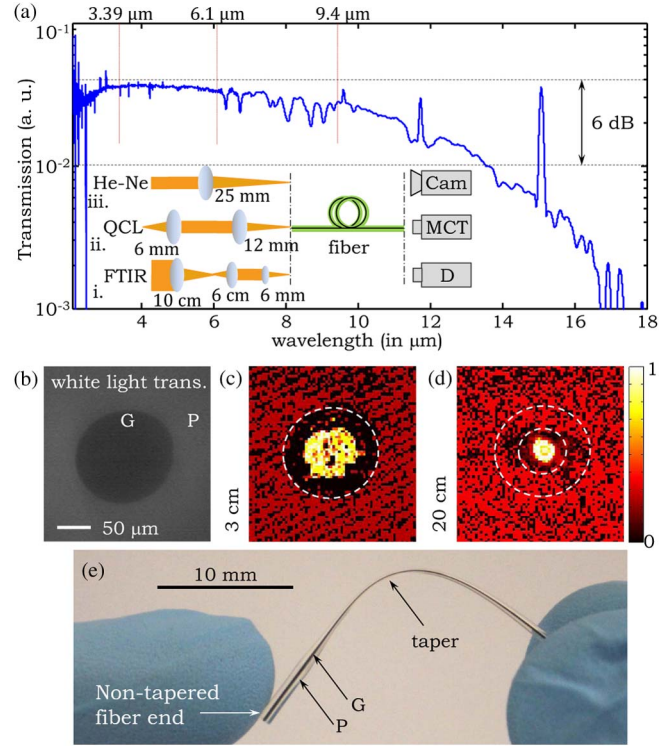 (a)
3.39 µm
6.1 µm
9.4 µm
10⁻¹
10⁻²
10⁻³
Transmission (a. u.)
6 dB
He-Ne
iii.
25 mm
Cam
QCL
ii.
6 mm
12 mm
fiber
MCT
FTIR
i.
10 cm
6 cm
6 mm
D
4 6 8 10 12 14 16 18
wavelength (in µm)
(b)
white light trans.
G P
50 µm
(c)
3 cm
(d)
20 cm
1
0
(e)
10 mm
taper
Non-tapered
fiber end
G
P